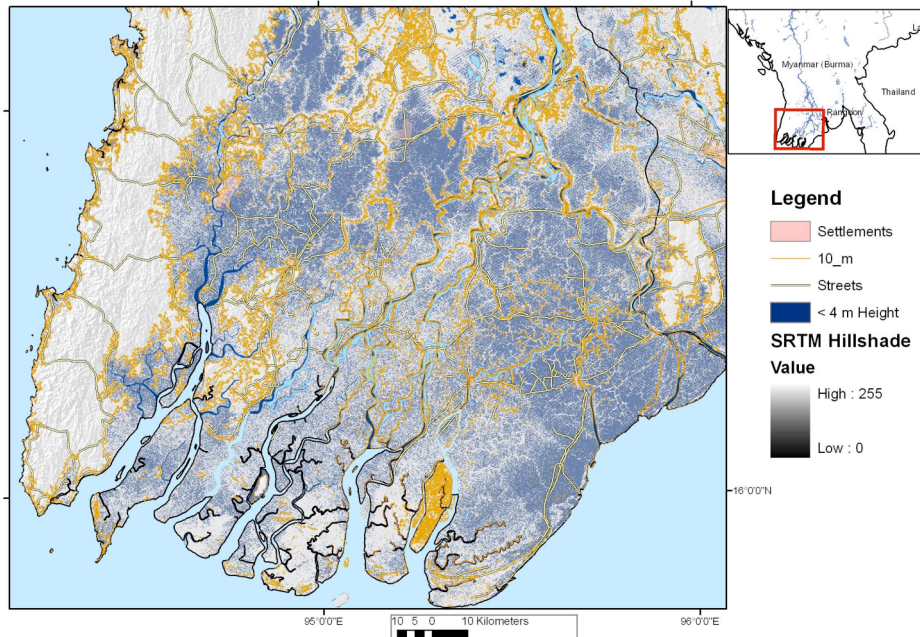 Myanmar (Burma)
Thailand
Rangoon
Legend
Settlements
10_m
Streets
< 4 m Height
SRTM Hillshade
Value
High : 255
Low : 0
16°0'0"N
95°0'0"E
96°0'0"E
10 5 0 10 Kilometers